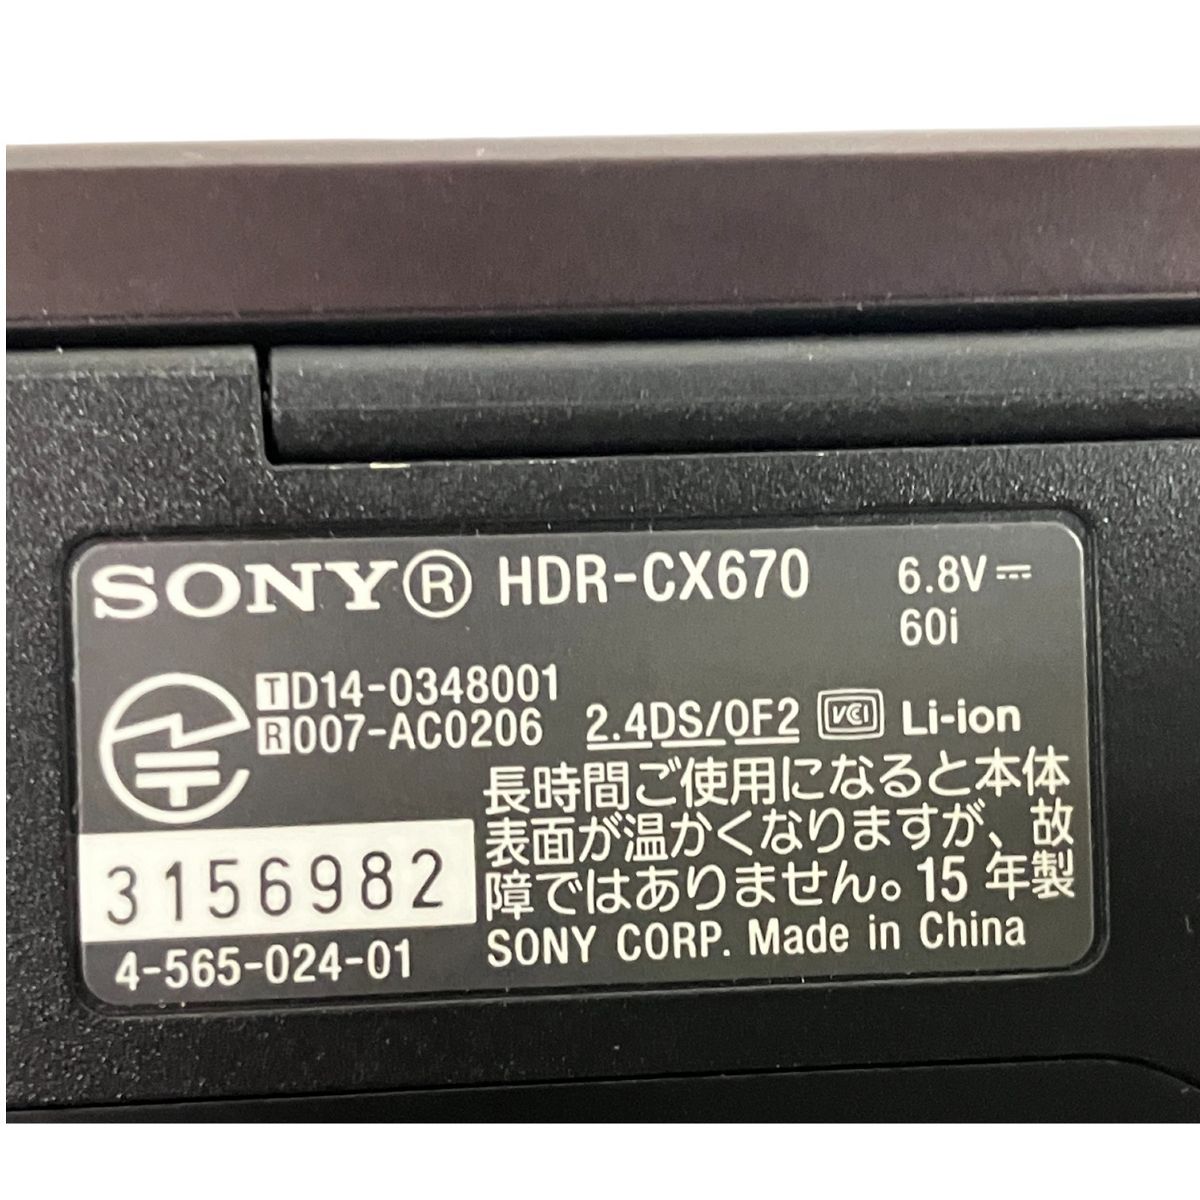 SONY® HDR-CX670 6.8V⎓
60i
T D14-0348001
R 007-AC0206 2.4DS/OF2 VCCI Li-ion
長時間ご使用になると本体
表面が温かくなりますが、故
障ではありません。15 年製
3156982
SONY CORP. Made in China
4-565-024-01